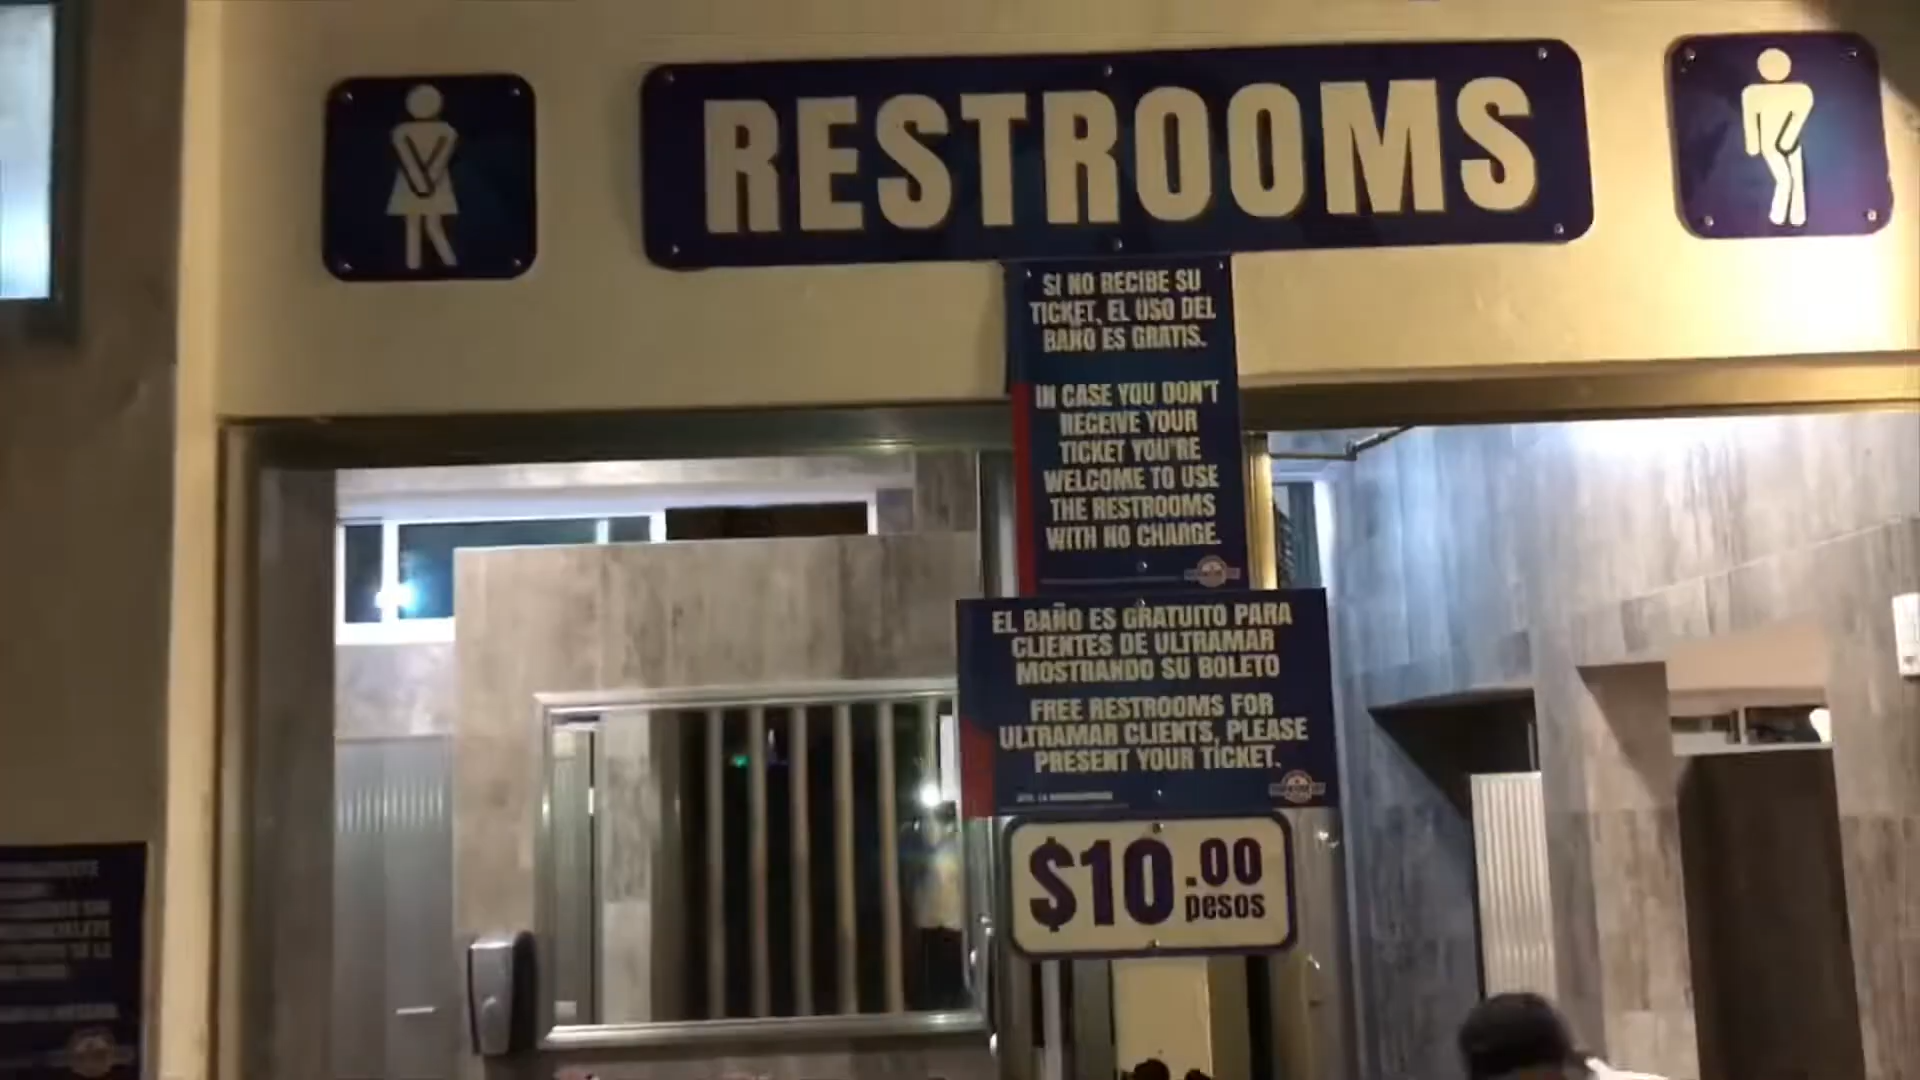 RESTROOMS
SI NO RECIBE SU
TICKET, EL USO DEL
BAÑO ES GRATIS.
IN CASE YOU DON'T
RECEIVE YOUR
TICKET YOU'RE
WELCOME TO USE
THE RESTROOMS
WITH NO CHARGE.
EL BAÑO ES GRATUITO PARA
CLIENTES DE ULTRAMAR
MOSTRANDO SU BOLETO
FREE RESTROOMS FOR
ULTRAMAR CLIENTS, PLEASE
PRESENT YOUR TICKET.
$10.00
pesos